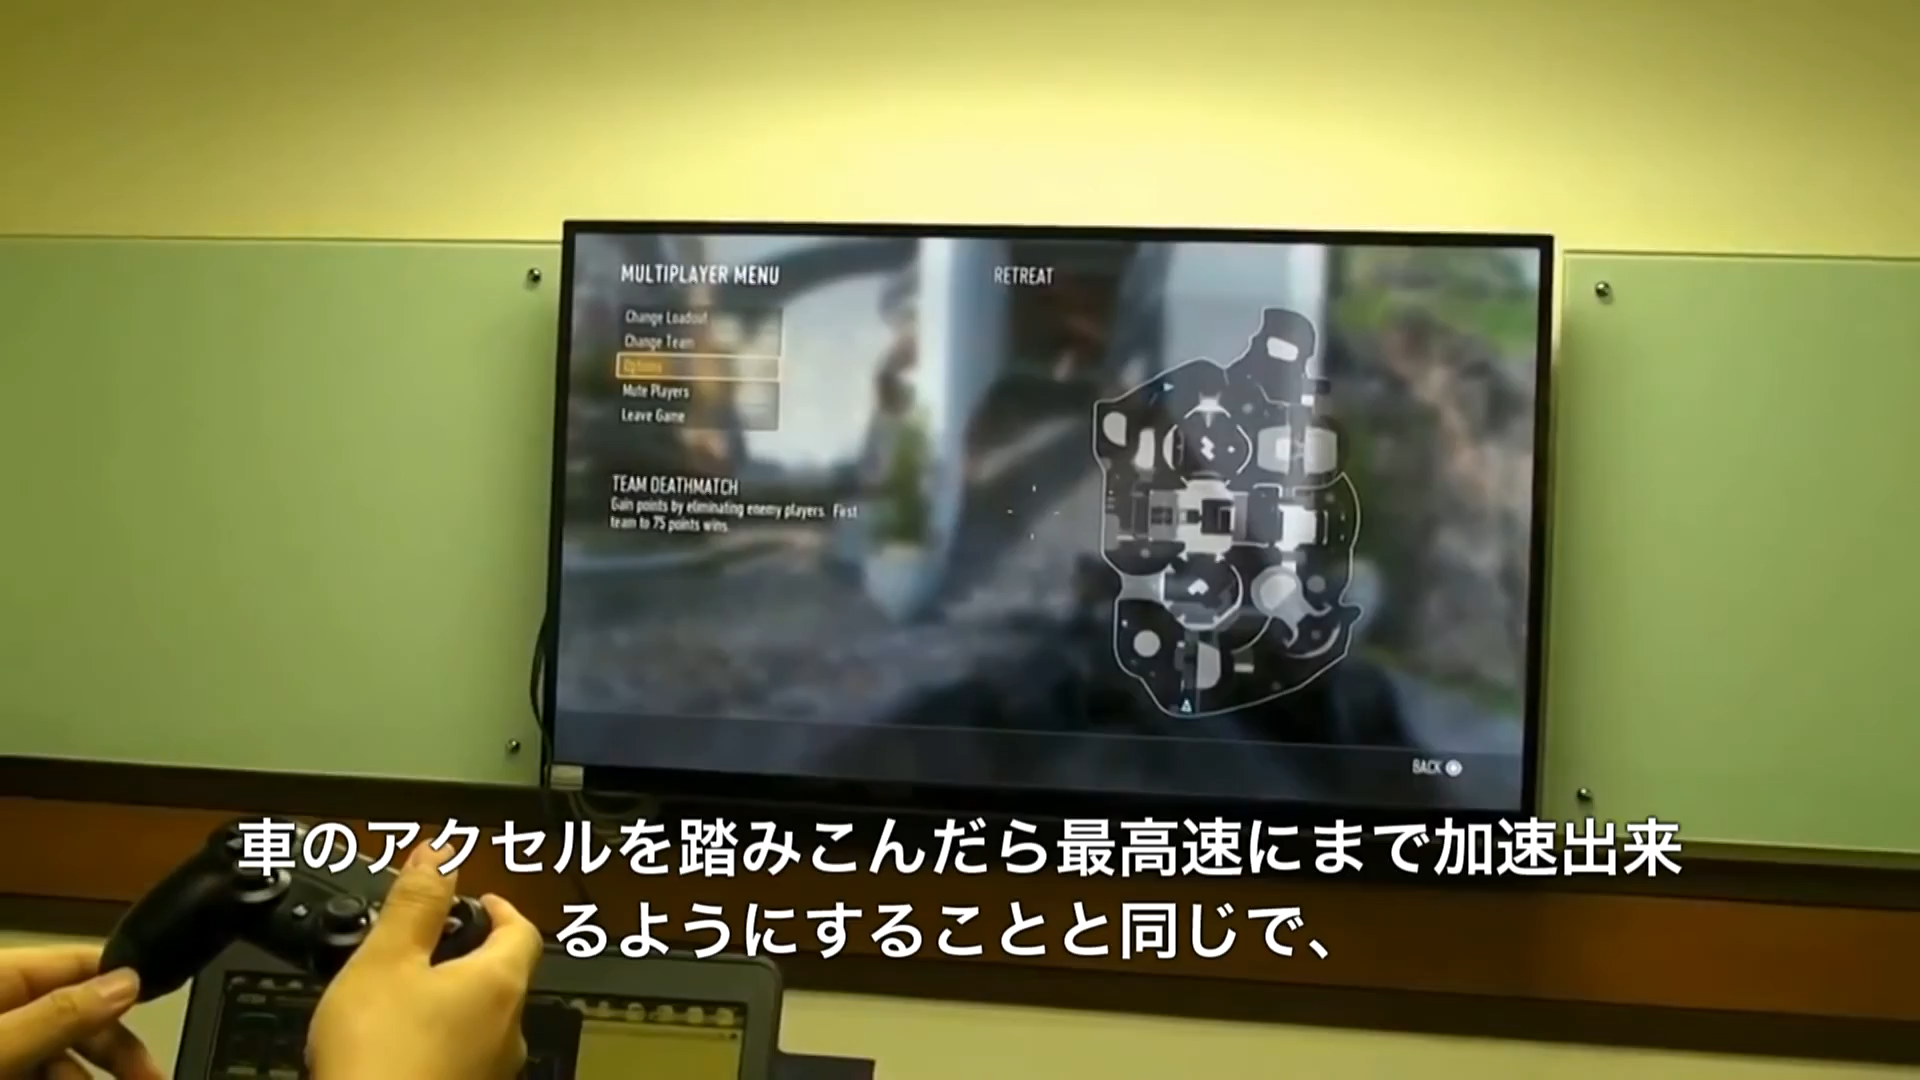 MULTIPLAYER MENU
RETREAT
Change Loadout
Change Team
Options
Mute Players
Leave Game
TEAM DEATHMATCH
Gain points by eliminating enemy players. First
team to 75 points wins.
BACK
車のアクセルを踏みこんだら最高速にまで加速出来
るようにすることと同じで、